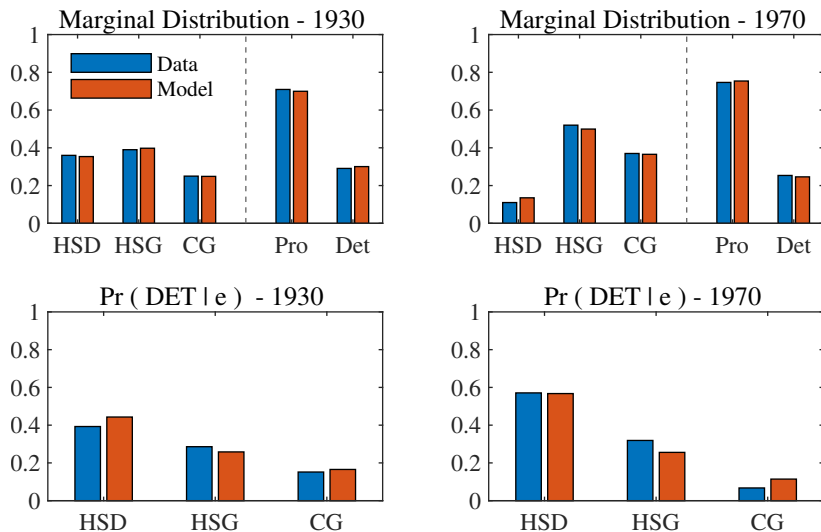 Marginal Distribution - 1930
1
0.8
0.6
0.4
0.2
0
Data
Model
HSD HSG CG Pro Det
Marginal Distribution - 1970
1
0.8
0.6
0.4
0.2
0
HSD HSG CG Pro Det
Pr ( DET | e ) - 1930
1
0.8
0.6
0.4
0.2
0
HSD HSG CG
Pr ( DET | e ) - 1970
1
0.8
0.6
0.4
0.2
0
HSD HSG CG